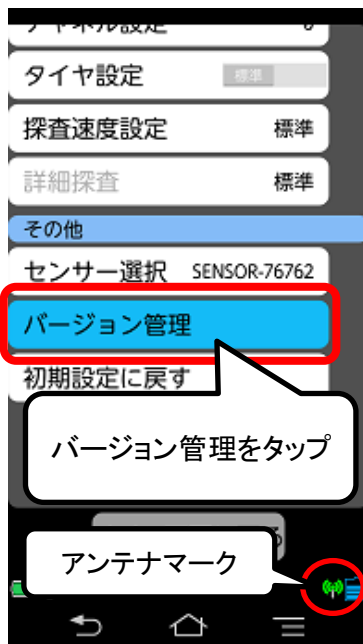 タイヤ設定 標準
探査速度設定 標準
詳細探査 標準
その他
センサー選択 SENSOR-76762
バージョン管理
初期設定に戻す
バージョン管理をタップ
アンテナマーク